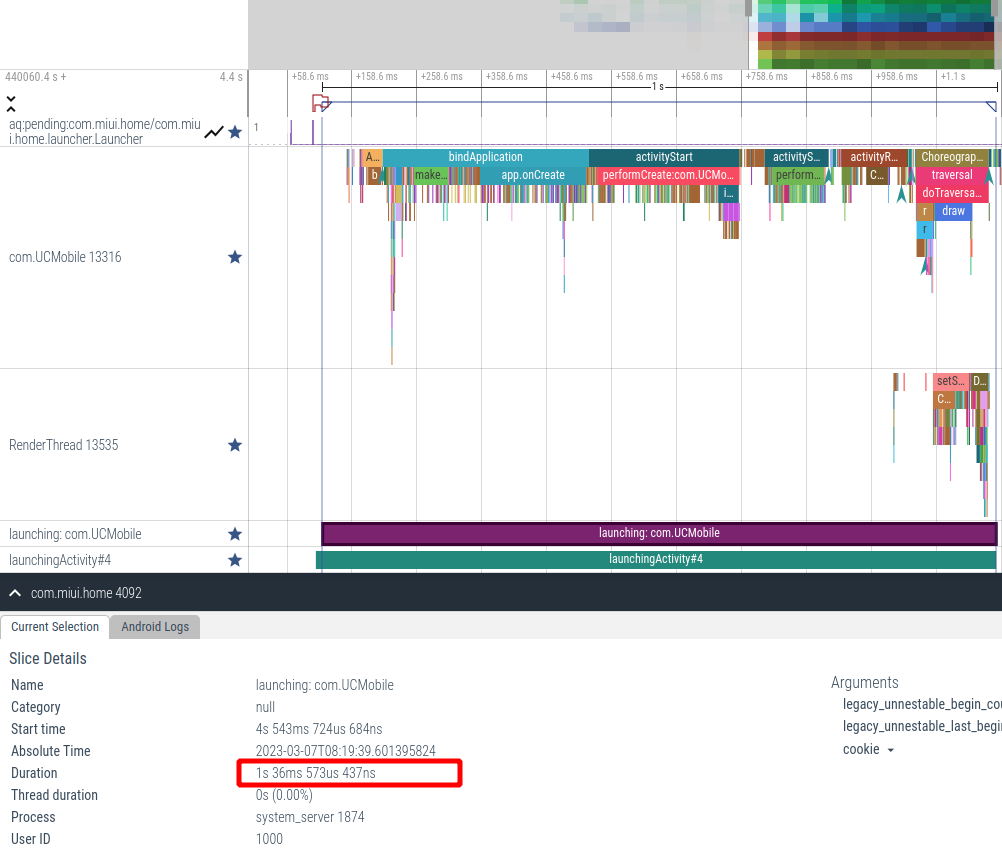 440060.4 s +
4.4 s
+58.6 ms
+158.6 ms
+258.6 ms
+358.6 ms
+458.6 ms
+558.6 ms
+658.6 ms
+758.6 ms
+858.6 ms
+958.6 ms
+1.1 s
1 s
aq:pending:com.miui.home/com.miu
i.home.launcher.Launcher
1
A...
bindApplication
activityStart
activityS...
activityR...
Choreograp...
b
make...
app.onCreate
performCreate:com.UCMo...
perform...
C...
traversal
i...
doTraversa...
r
draw
r
com.UCMobile 13316
setS...
D...
C...
RenderThread 13535
launching: com.UCMobile
launching: com.UCMobile
launchingActivity#4
launchingActivity#4
com.miui.home 4092
Current Selection
Android Logs
Slice Details
Name
launching: com.UCMobile
Category
null
Start time
4s 543ms 724us 684ns
Absolute Time
2023-03-07T08:19:39.601395824
Duration
1s 36ms 573us 437ns
Thread duration
0s (0.00%)
Process
system_server 1874
User ID
1000
Arguments
legacy_unnestable_begin_cou
legacy_unnestable_last_begin
cookie